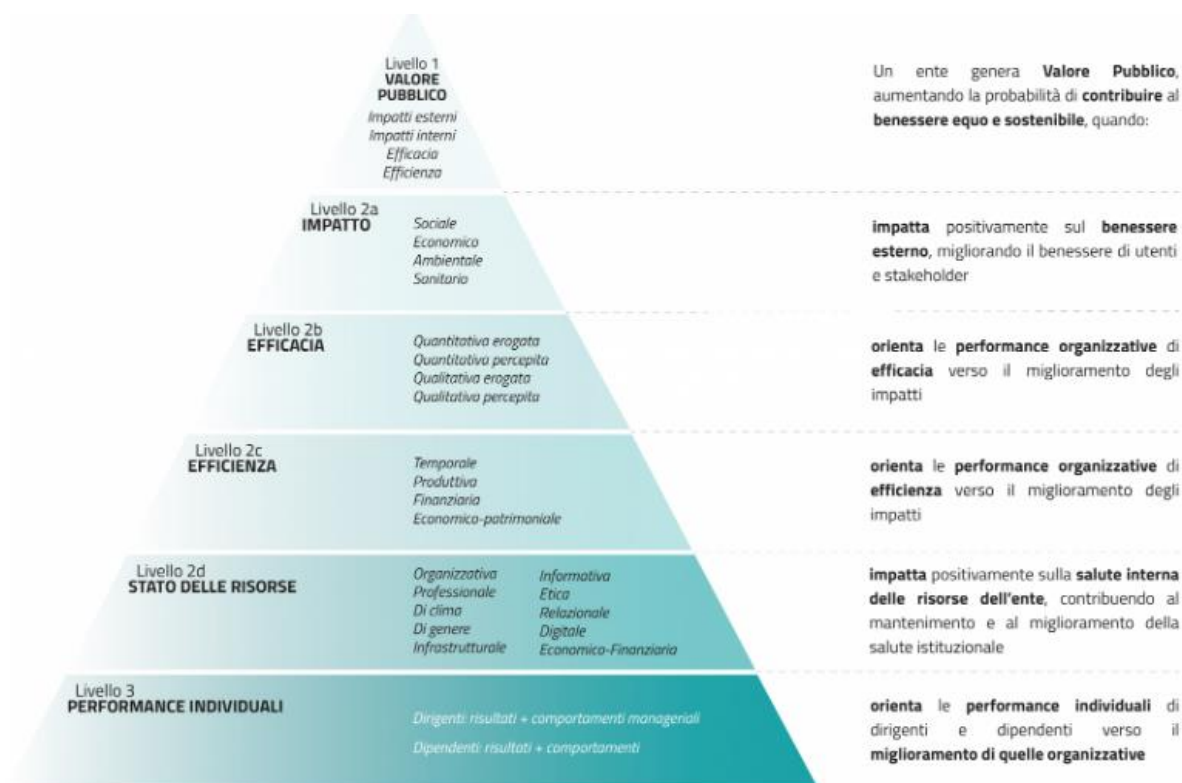 Livello 1
VALORE
PUBBLICO
Impatti esterni
Impatti interni
Efficacia
Efficienza
Un ente genera Valore Pubblico,
aumentando la probabilità di contribuire al
benessere equo e sostenibile, quando:
Livello 2a
IMPATTO
Sociale
Economico
Ambientale
Sanitario
impatta positivamente sul benessere
esterno, migliorando il benessere di utenti
e stakeholder
Livello 2b
EFFICACIA
Quantitativa erogata
Quantitativa percepita
Qualitativa erogata
Qualitativa percepita
orienta le performance organizzative di
efficacia verso il miglioramento degli
impatti
Livello 2c
EFFICIENZA
Temporale
Produttiva
Finanziaria
Economico-patrimoniale
orienta le performance organizzative di
efficienza verso il miglioramento degli
impatti
Livello 2d
STATO DELLE RISORSE
Organizzativa
Professionale
Di clima
Di genere
Infrastrutturale
Informativa
Etica
Relazionale
Digitale
Economico-Finanziaria
impatta positivamente sulla salute interna
delle risorse dell'ente, contribuendo al
mantenimento e al miglioramento della
salute istituzionale
Livello 3
PERFORMANCE INDIVIDUALI
Dirigenti: risultati + comportamenti manageriali
Dipendenti: risultati + comportamenti
orienta le performance individuali di
dirigenti e dipendenti verso il
miglioramento di quelle organizzative